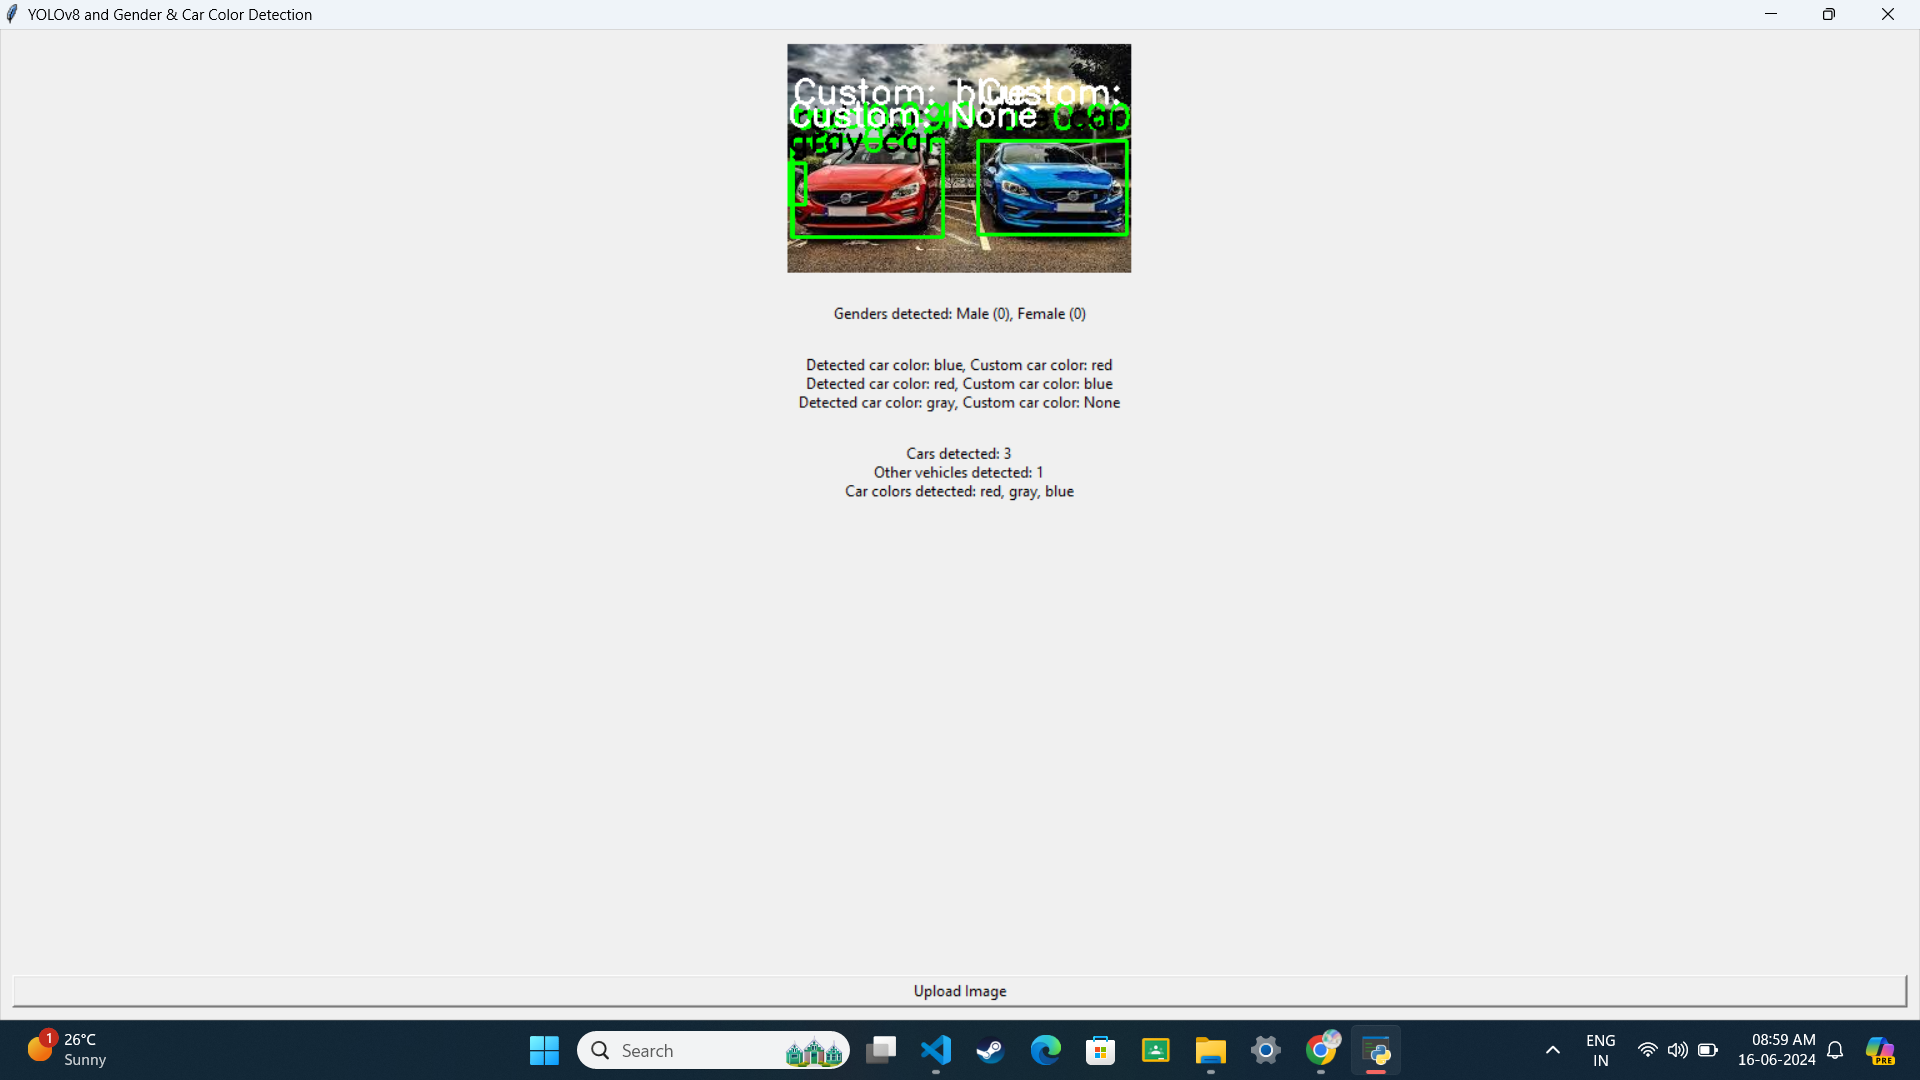 YOLOv8 and Gender & Car Color Detection
Custom: blue Custom:
Custom: None
gray car
Genders detected: Male (0), Female (0)
Detected car color: blue, Custom car color: red
Detected car color: red, Custom car color: blue
Detected car color: gray, Custom car color: None
Cars detected: 3
Other vehicles detected: 1
Car colors detected: red, gray, blue
Upload Image
1
26°C
Sunny
Search
ENG
IN
08:59 AM
16-06-2024
PRE